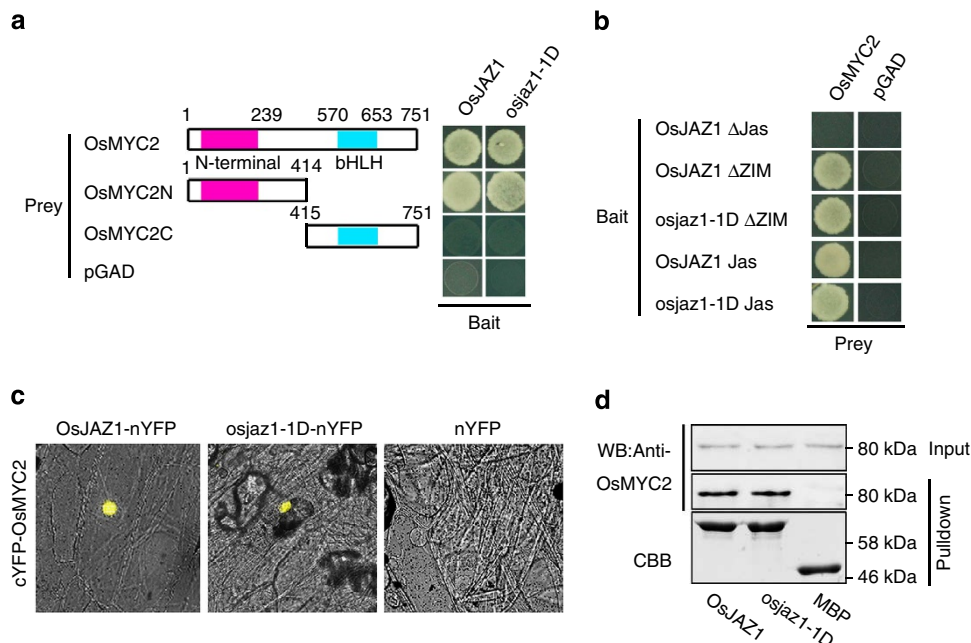 a
OsJAZ1
osjaz1-1D
1 239 570 653 751
OsMYC2
N-terminal bHLH
1 414
OsMYC2N
Prey
415 751
OsMYC2C
pGAD
Bait
b
OsMYC2
pGAD
OsJAZ1 ΔJas
OsJAZ1 ΔZIM
Bait
osjaz1-1D ΔZIM
OsJAZ1 Jas
osjaz1-1D Jas
Prey
c
OsJAZ1-nYFP osjaz1-1D-nYFP nYFP
cYFP-OsMYC2
d
WB:Anti-
OsMYC2
80 kDa Input
80 kDa
Pulldown
58 kDa
CBB
46 kDa
OsJAZ1
osjaz1-1D
MBP